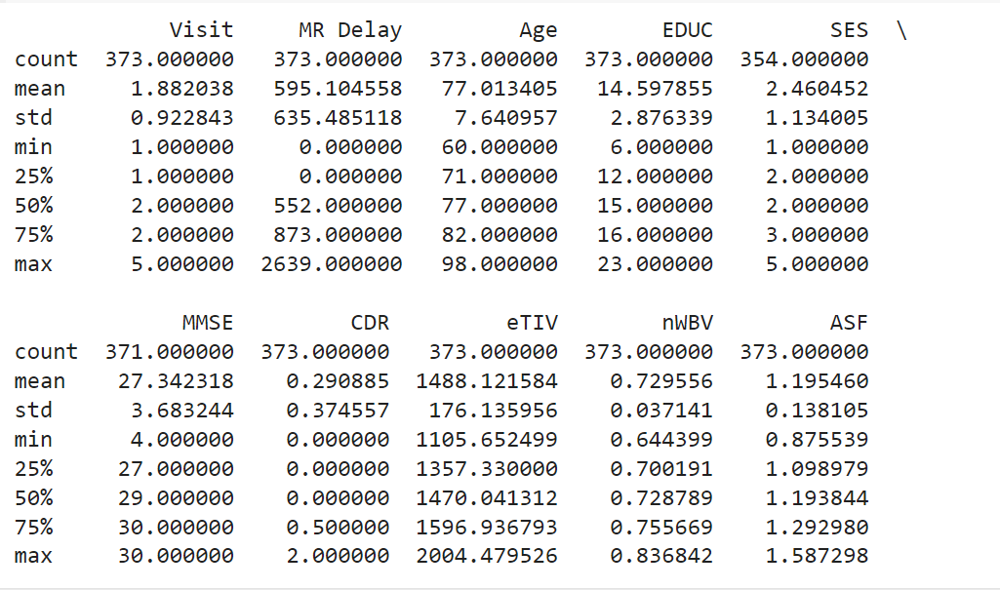 Visit MR Delay Age EDUC SES \
count 373.000000 373.000000 373.000000 373.000000 354.000000
mean 1.882038 595.104558 77.013405 14.597855 2.460452
std 0.922843 635.485118 7.640957 2.876339 1.134005
min 1.000000 0.000000 60.000000 6.000000 1.000000
25% 1.000000 0.000000 71.000000 12.000000 2.000000
50% 2.000000 552.000000 77.000000 15.000000 2.000000
75% 2.000000 873.000000 82.000000 16.000000 3.000000
max 5.000000 2639.000000 98.000000 23.000000 5.000000
MMSE CDR eTIV nWBV ASF
count 371.000000 373.000000 373.000000 373.000000 373.000000
mean 27.342318 0.290885 1488.121584 0.729556 1.195460
std 3.683244 0.374557 176.135956 0.037141 0.138105
min 4.000000 0.000000 1105.652499 0.644399 0.875539
25% 27.000000 0.000000 1357.330000 0.700191 1.098979
50% 29.000000 0.000000 1470.041312 0.728789 1.193844
75% 30.000000 0.500000 1596.936793 0.755669 1.292980
max 30.000000 2.000000 2004.479526 0.836842 1.587298